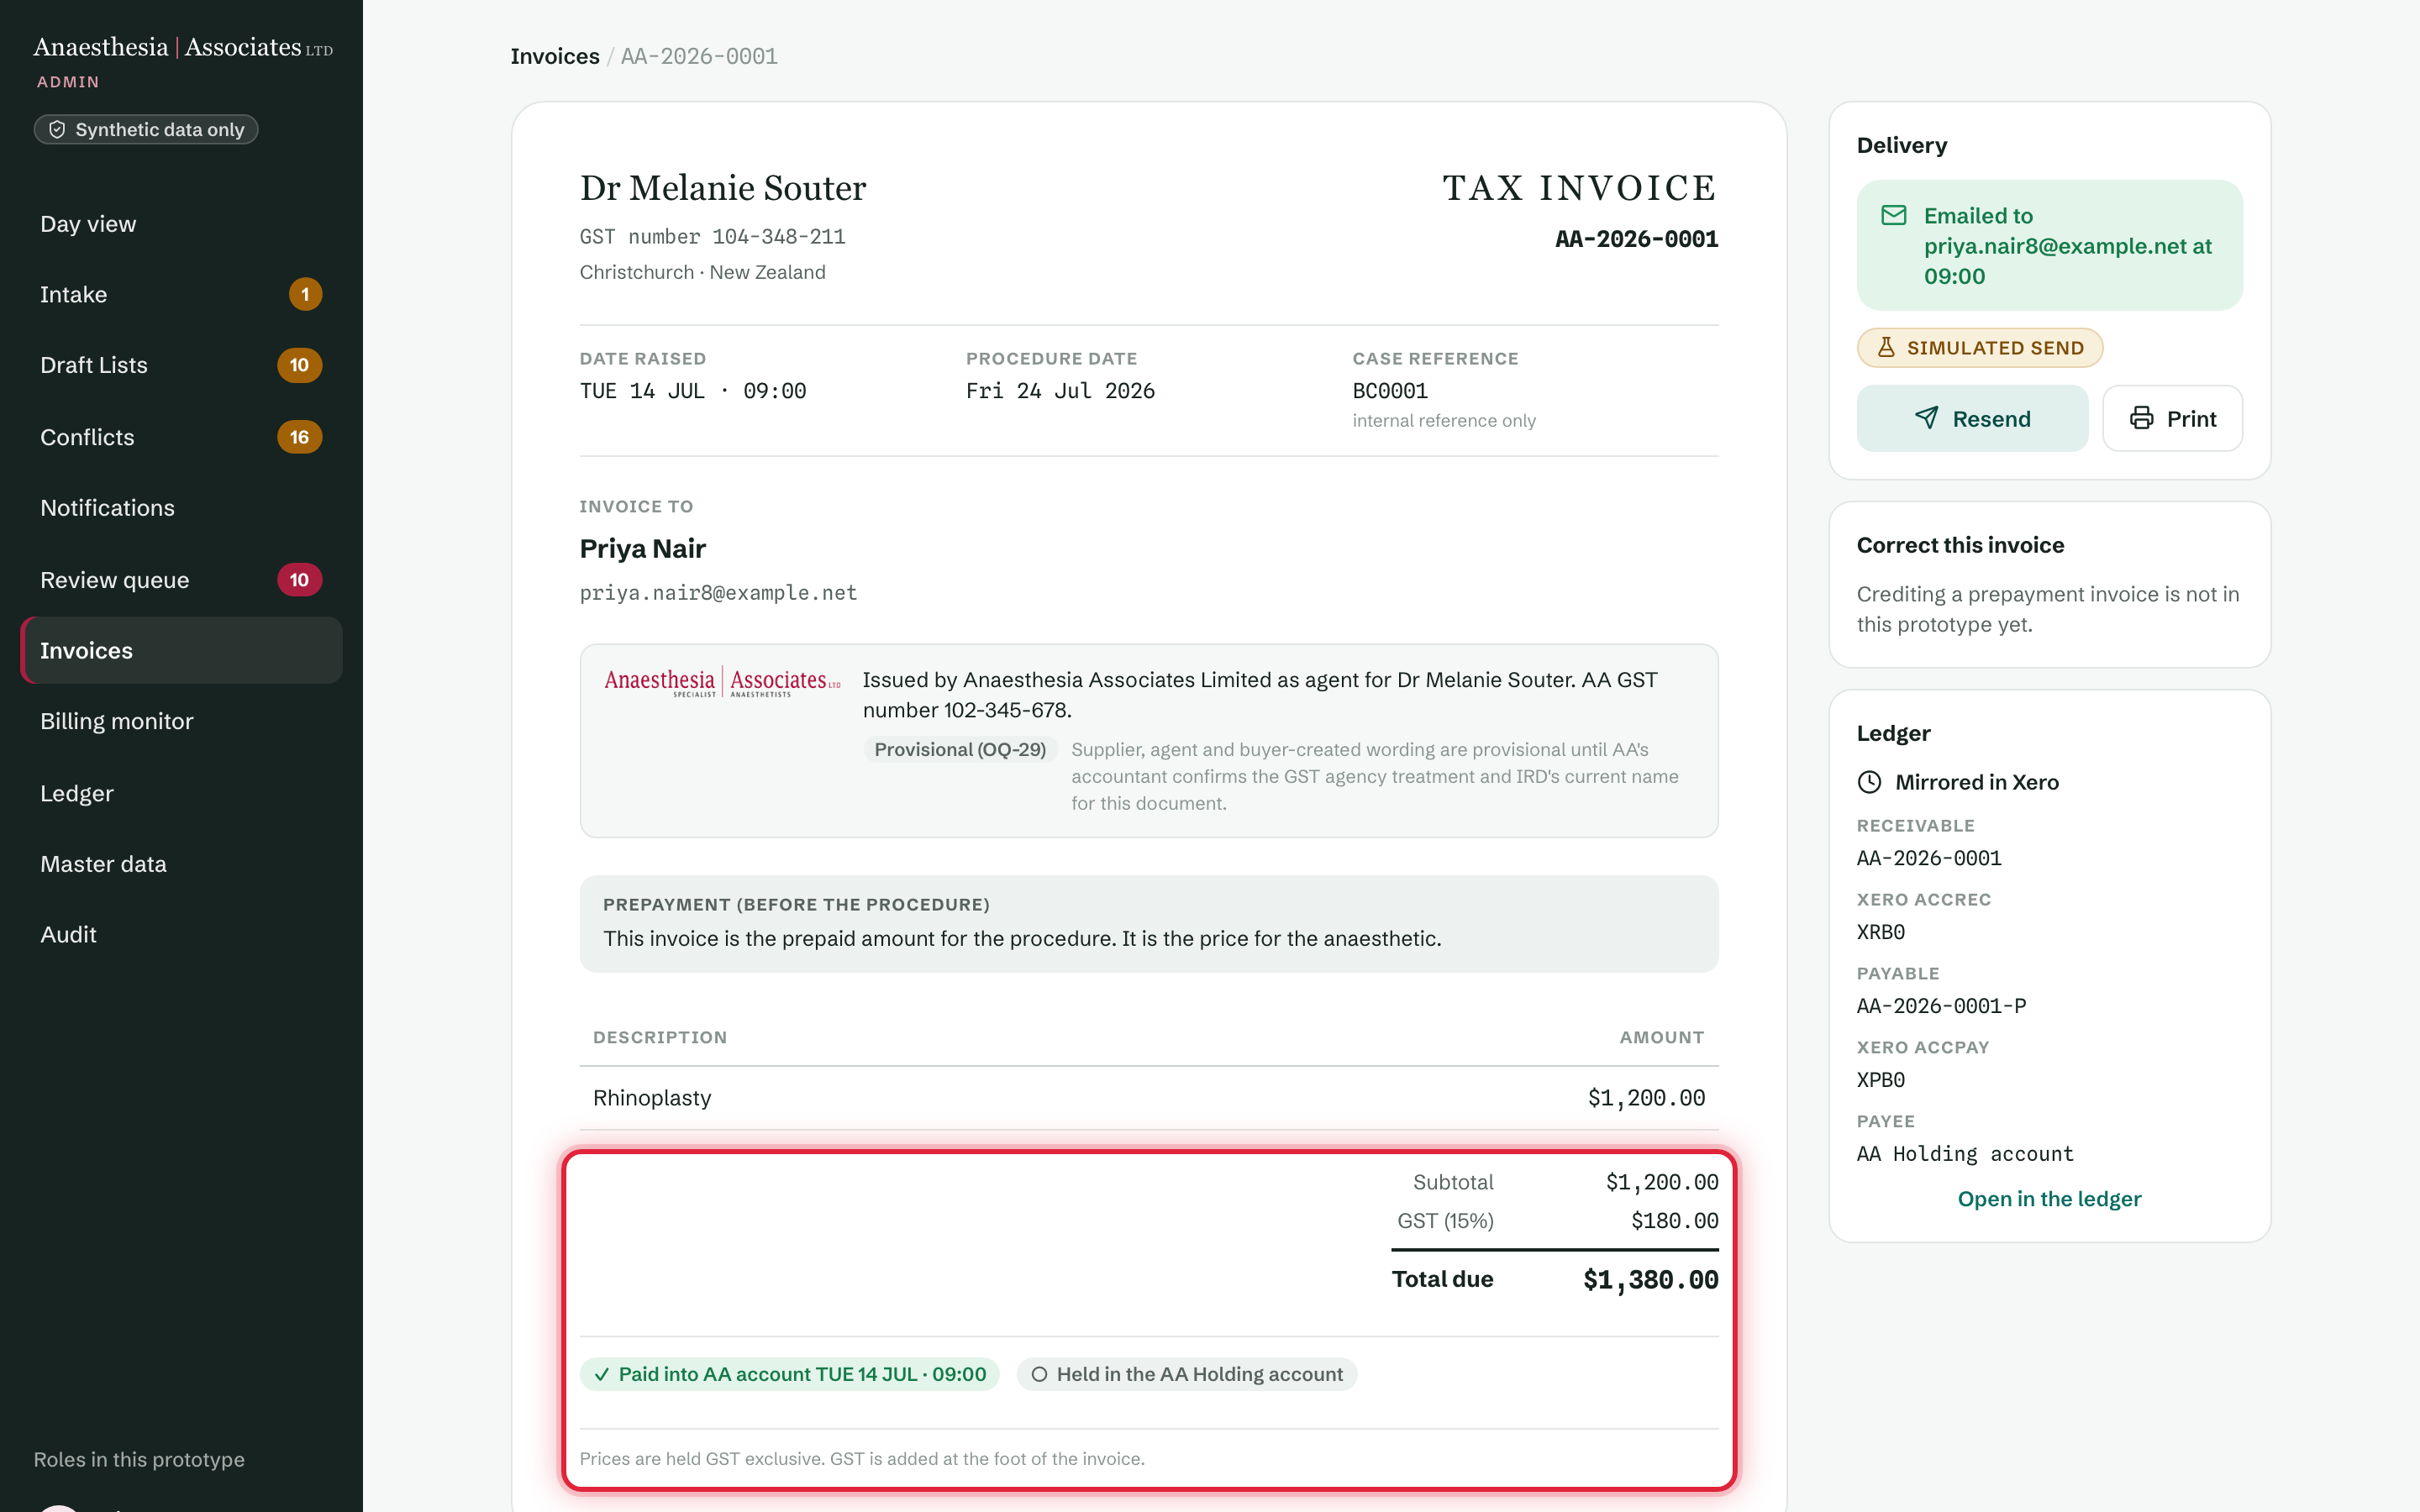 Anaesthesia | Associates LTD
ADMIN
Synthetic data only
Day view
Intake 1
Draft Lists 10
Conflicts 16
Notifications
Review queue 10
Invoices
Billing monitor
Ledger
Master data
Audit
Roles in this prototype
Invoices / AA-2026-0001
Dr Melanie Souter
GST number 104-348-211
Christchurch · New Zealand
TAX INVOICE
AA-2026-0001
DATE RAISED
TUE 14 JUL · 09:00
PROCEDURE DATE
Fri 24 Jul 2026
CASE REFERENCE
BC0001
internal reference only
INVOICE TO
Priya Nair
priya.nair8@example.net
Anaesthesia | Associates LTD
SPECIALIST ANAESTHETISTS
Issued by Anaesthesia Associates Limited as agent for Dr Melanie Souter. AA GST
number 102-345-678.
Provisional (OQ-29)
Supplier, agent and buyer-created wording are provisional until AA's
accountant confirms the GST agency treatment and IRD's current name
for this document.
PREPAYMENT (BEFORE THE PROCEDURE)
This invoice is the prepaid amount for the procedure. It is the price for the anaesthetic.
DESCRIPTION AMOUNT
Rhinoplasty $1,200.00
Subtotal $1,200.00
GST (15%) $180.00
Total due $1,380.00
Paid into AA account TUE 14 JUL · 09:00
Held in the AA Holding account
Prices are held GST exclusive. GST is added at the foot of the invoice.
Delivery
Emailed to
priya.nair8@example.net at
09:00
SIMULATED SEND
Resend
Print
Correct this invoice
Crediting a prepayment invoice is not in
this prototype yet.
Ledger
Mirrored in Xero
RECEIVABLE
AA-2026-0001
XERO ACCREC
XRB0
PAYABLE
AA-2026-0001-P
XERO ACCPAY
XPB0
PAYEE
AA Holding account
Open in the ledger